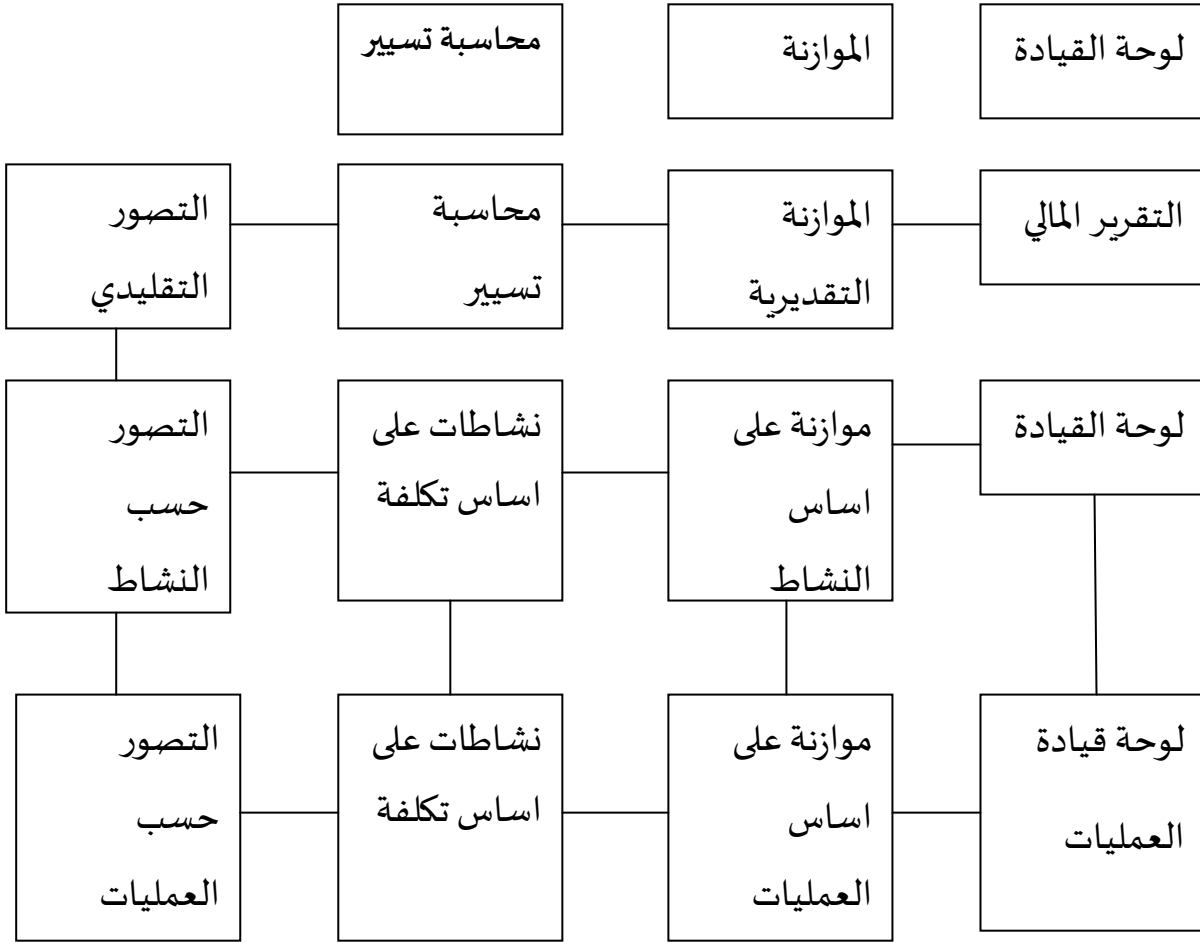 لوحة القيادة
الموازنة
محاسبة تسيير
التقرير المالي
الموازنة
التقديرية
محاسبة
تسيير
التصور
التقليدي
لوحة القيادة
موازنة على
اساس
النشاط
نشاطات على
اساس تكلفة
التصور
حسب
النشاط
لوحة قيادة
العمليات
موازنة على
اساس
العمليات
نشاطات على
اساس تكلفة
التصور
حسب
العمليات